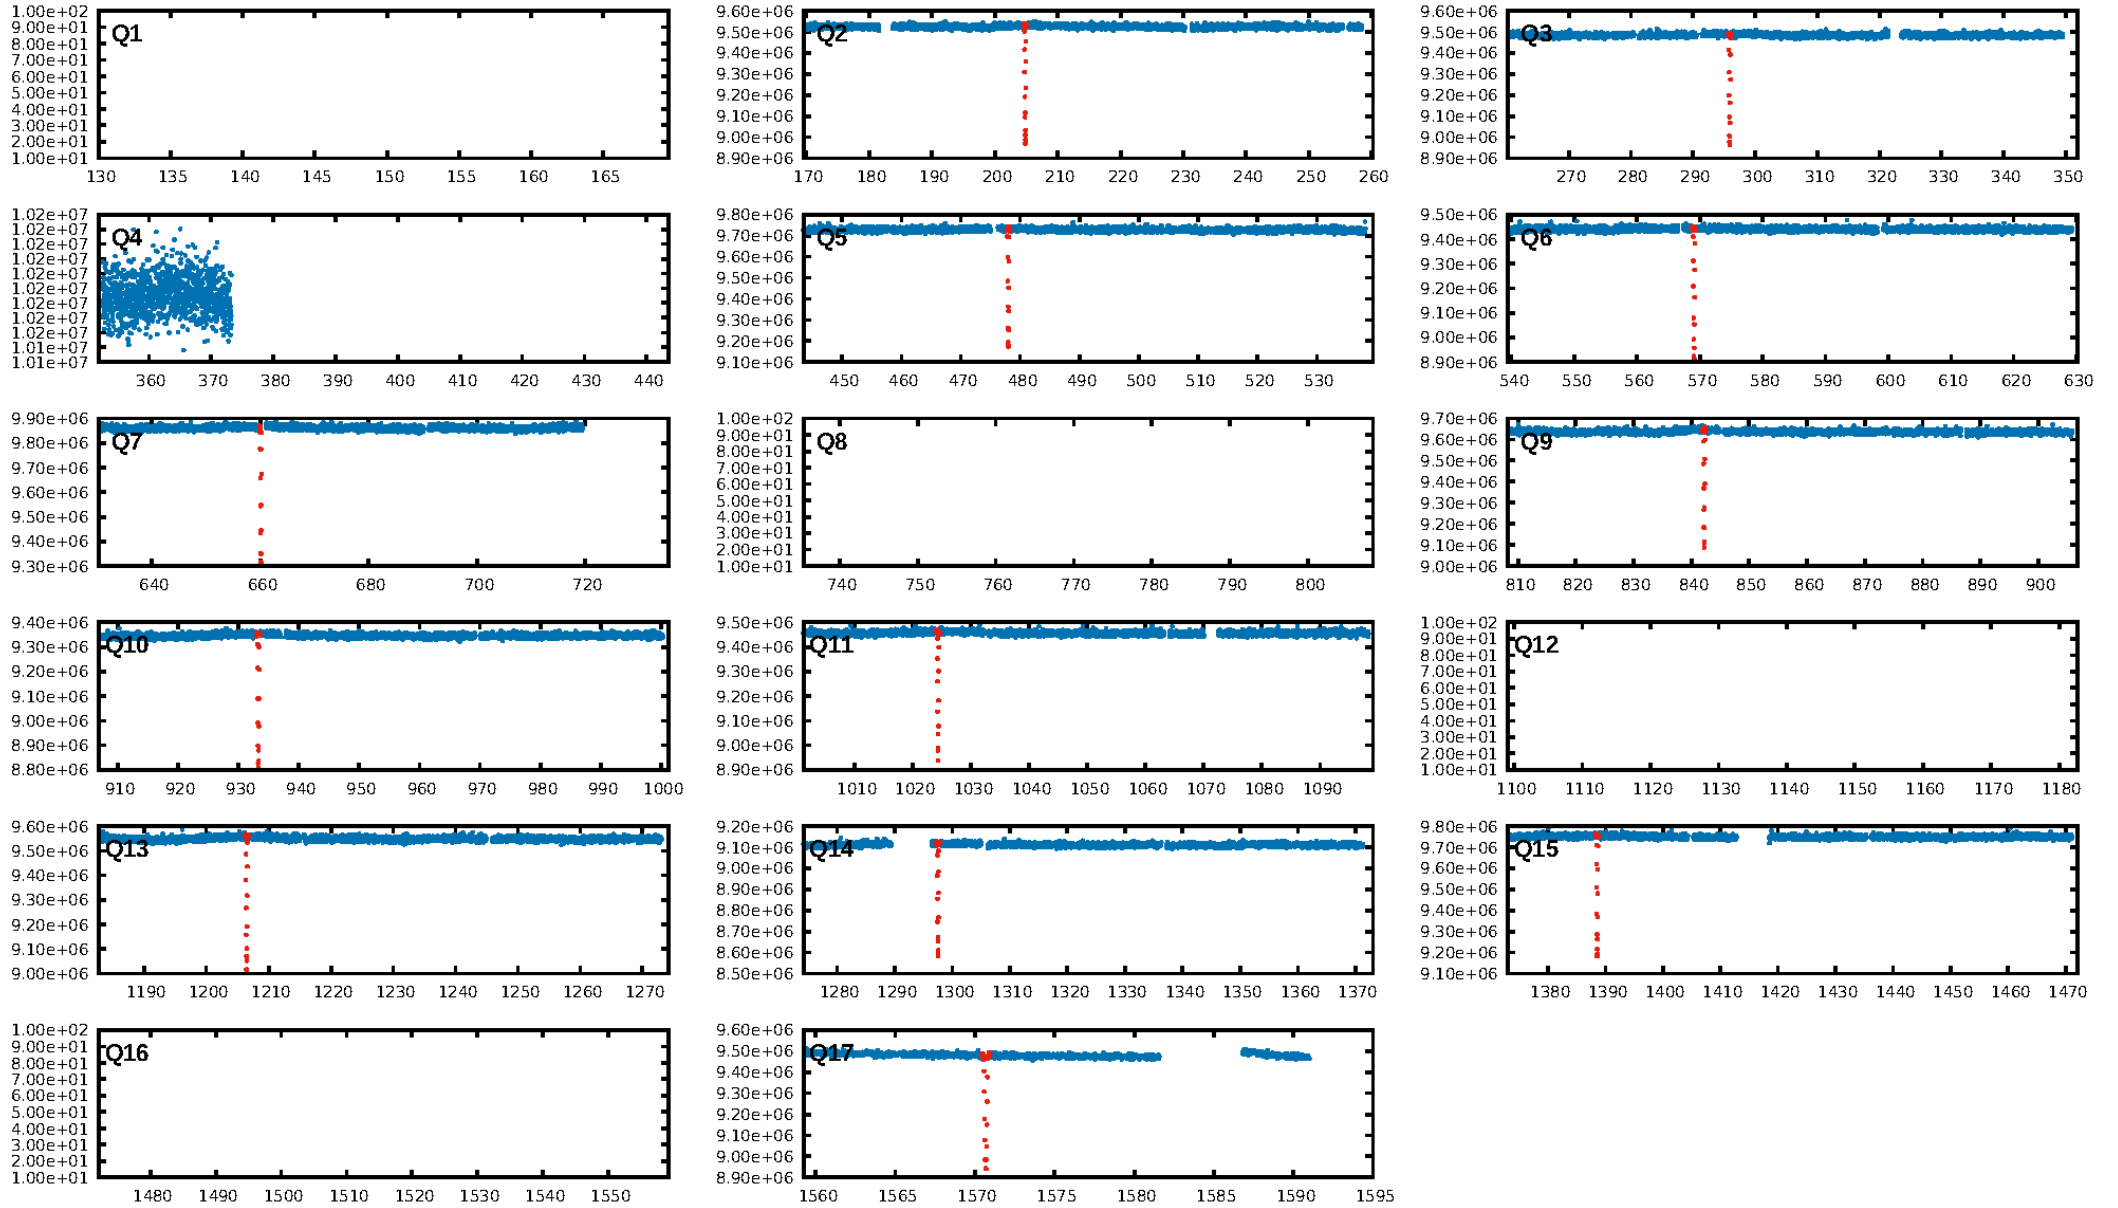 1.00e+02
9.00e+01
8.00e+01
7.00e+01
6.00e+01
5.00e+01
4.00e+01
3.00e+01
2.00e+01
1.00e+01
Q1
130 135 140 145 150 155 160 165
9.60e+06
9.50e+06
9.40e+06
9.30e+06
9.20e+06
9.10e+06
9.00e+06
8.90e+06
Q2
170 180 190 200 210 220 230 240 250 260
9.60e+06
9.50e+06
9.40e+06
9.30e+06
9.20e+06
9.10e+06
9.00e+06
8.90e+06
Q3
270 280 290 300 310 320 330 340 350
1.02e+07
1.02e+07
1.02e+07
1.02e+07
1.02e+07
1.02e+07
1.02e+07
1.02e+07
1.02e+07
1.01e+07
1.01e+07
Q4
360 370 380 390 400 410 420 430 440
9.80e+06
9.70e+06
9.60e+06
9.50e+06
9.40e+06
9.30e+06
9.20e+06
9.10e+06
Q5
450 460 470 480 490 500 510 520 530
9.50e+06
9.40e+06
9.30e+06
9.20e+06
9.10e+06
9.00e+06
8.90e+06
Q6
540 550 560 570 580 590 600 610 620 630
9.90e+06
9.80e+06
9.70e+06
9.60e+06
9.50e+06
9.40e+06
9.30e+06
Q7
640 660 680 700 720
1.00e+02
9.00e+01
8.00e+01
7.00e+01
6.00e+01
5.00e+01
4.00e+01
3.00e+01
2.00e+01
1.00e+01
Q8
740 750 760 770 780 790 800
9.70e+06
9.60e+06
9.50e+06
9.40e+06
9.30e+06
9.20e+06
9.10e+06
9.00e+06
Q9
810 820 830 840 850 860 870 880 890 900
9.40e+06
9.30e+06
9.20e+06
9.10e+06
9.00e+06
8.90e+06
8.80e+06
Q10
910 920 930 940 950 960 970 980 990 1000
9.50e+06
9.40e+06
9.30e+06
9.20e+06
9.10e+06
9.00e+06
8.90e+06
Q11
1010 1020 1030 1040 1050 1060 1070 1080 1090
1.00e+02
9.00e+01
8.00e+01
7.00e+01
6.00e+01
5.00e+01
4.00e+01
3.00e+01
2.00e+01
1.00e+01
Q12
1100 1110 1120 1130 1140 1150 1160 1170 1180
9.60e+06
9.50e+06
9.40e+06
9.30e+06
9.20e+06
9.10e+06
9.00e+06
Q13
1190 1200 1210 1220 1230 1240 1250 1260 1270
9.20e+06
9.10e+06
9.00e+06
8.90e+06
8.80e+06
8.70e+06
8.60e+06
8.50e+06
Q14
1280 1290 1300 1310 1320 1330 1340 1350 1360 1370
9.80e+06
9.70e+06
9.60e+06
9.50e+06
9.40e+06
9.30e+06
9.20e+06
9.10e+06
Q15
1380 1390 1400 1410 1420 1430 1440 1450 1460 1470
1.00e+02
9.00e+01
8.00e+01
7.00e+01
6.00e+01
5.00e+01
4.00e+01
3.00e+01
2.00e+01
1.00e+01
Q16
1480 1490 1500 1510 1520 1530 1540 1550
9.60e+06
9.50e+06
9.40e+06
9.30e+06
9.20e+06
9.10e+06
9.00e+06
8.90e+06
Q17
1560 1565 1570 1575 1580 1585 1590 1595